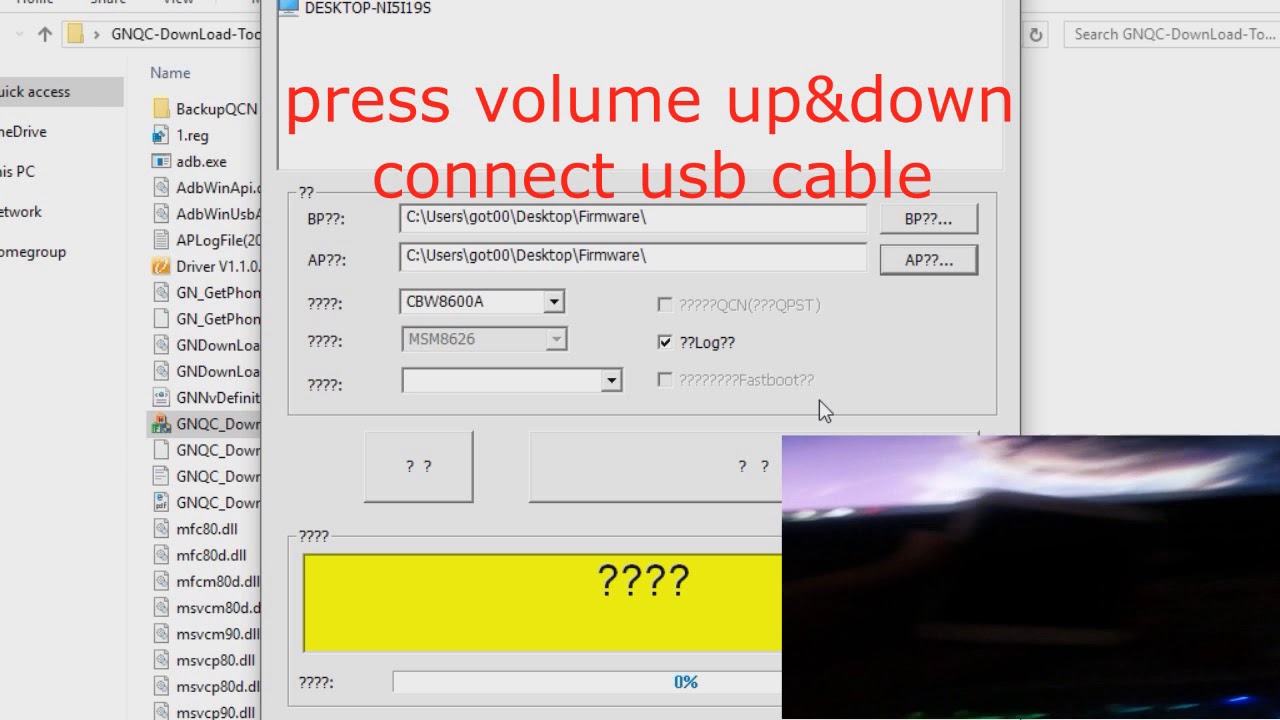 Home Share View
DESKTOP-NI5I19S
GNQC-DownLoad-Too
Search GNQC-DownLoad-To...
press volume up&down
connect usb cable
Name
uick access
neDrive
his PC
etwork
omegroup
BackupQCN
1.reg
adb.exe
AdbWinApi.d
AdbWinUsbA
APLogFile(20
Driver V1.1.0.
GN_GetPhon
GN_GetPhon
GNDownLoa
GNDownLoa
GNNvDefinit
GNQC_Down
GNQC_Down
GNQC_Down
GNQC_Down
mfc80.dll
mfc80d.dll
mfcm80d.dll
msvcm80d.d
msvcm90.dll
msvcp80.dll
msvcp80d.dl
msvcp90.dll
??
BP??: C:\Users\got00\Desktop\Firmware\ BP??...
AP??: C:\Users\got00\Desktop\Firmware\ AP??...
????: CBW8600A ?????QCN(???QPST)
????: MSM8626 ??Log??
????: ????????Fastboot??
? ? ? ?
????
????
????: 0%